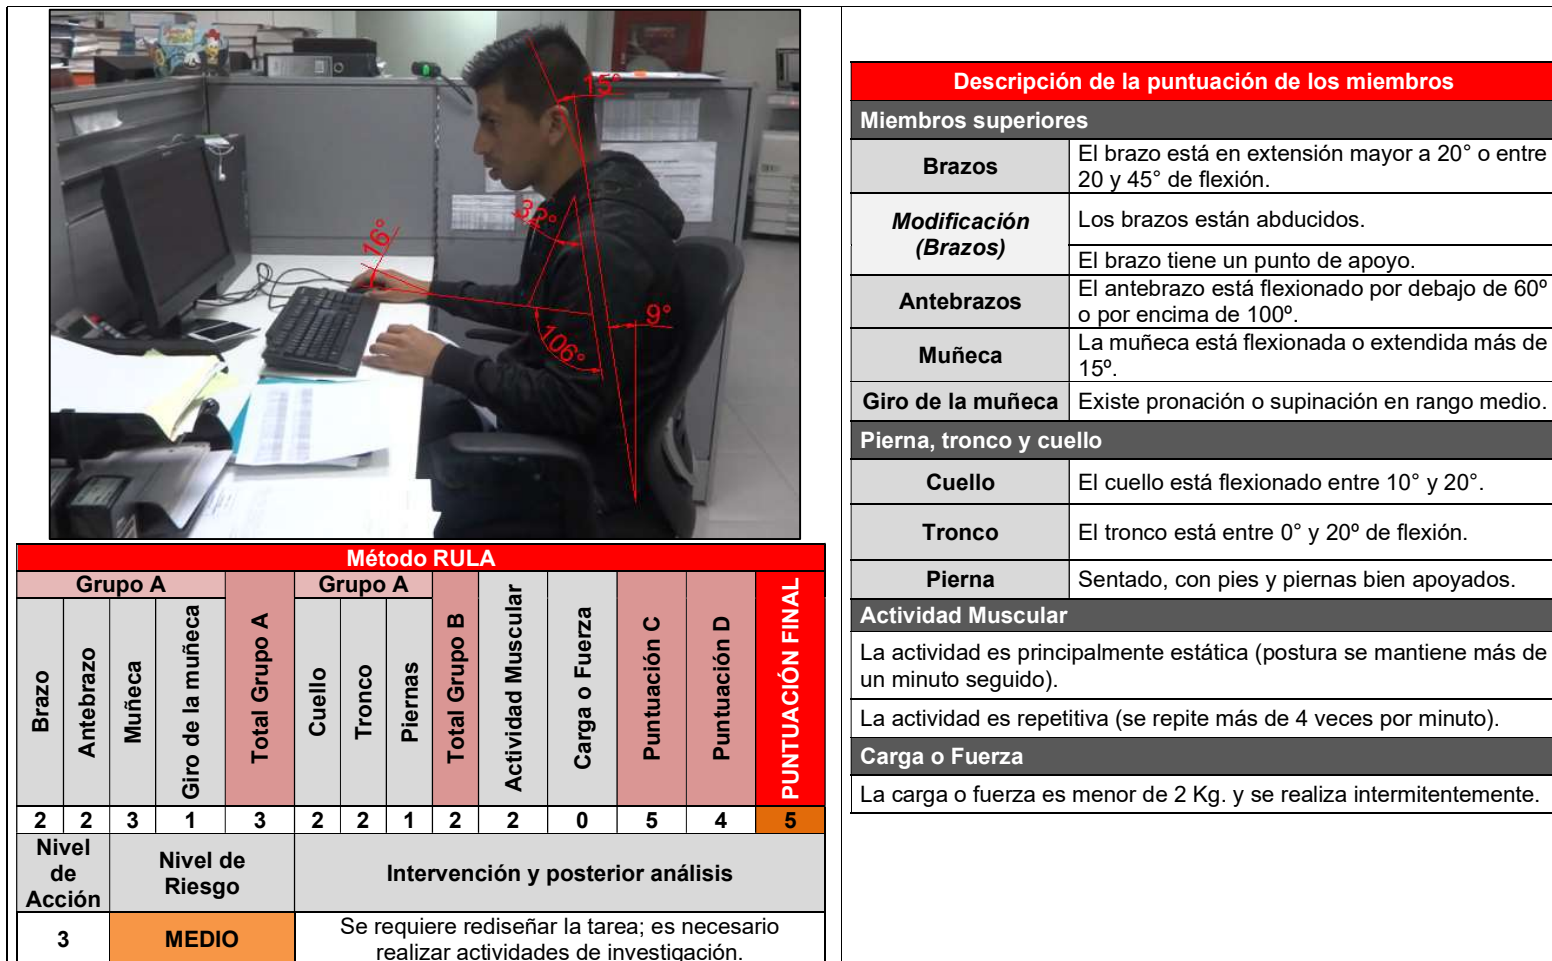 15°
32°
16°
9°
106°
Método RULA
Grupo A
Grupo A
Brazo
Antebrazo
Muñeca
Giro de la muñeca
Total Grupo A
Cuello
Tronco
Piernas
Total Grupo B
Actividad Muscular
Carga o Fuerza
Puntuación C
Puntuación D
PUNTUACIÓN FINAL
2 2 3 1 3 2 2 1 2 2 0 5 4 5
Nivel
de
Acción
Nivel de
Riesgo
Intervención y posterior análisis
3
MEDIO
Se requiere rediseñar la tarea; es necesario
realizar actividades de investigación.
Descripción de la puntuación de los miembros
Miembros superiores
Brazos
El brazo está en extensión mayor a 20° o entre
20 y 45° de flexión.
Modificación
(Brazos)
Los brazos están abducidos.
El brazo tiene un punto de apoyo.
Antebrazos
El antebrazo está flexionado por debajo de 60º
o por encima de 100º.
Muñeca
La muñeca está flexionada o extendida más de
15º.
Giro de la muñeca
Existe pronación o supinación en rango medio.
Pierna, tronco y cuello
Cuello
El cuello está flexionado entre 10° y 20°.
Tronco
El tronco está entre 0° y 20º de flexión.
Pierna
Sentado, con pies y piernas bien apoyados.
Actividad Muscular
La actividad es principalmente estática (postura se mantiene más de
un minuto seguido).
La actividad es repetitiva (se repite más de 4 veces por minuto).
Carga o Fuerza
La carga o fuerza es menor de 2 Kg. y se realiza intermitentemente.